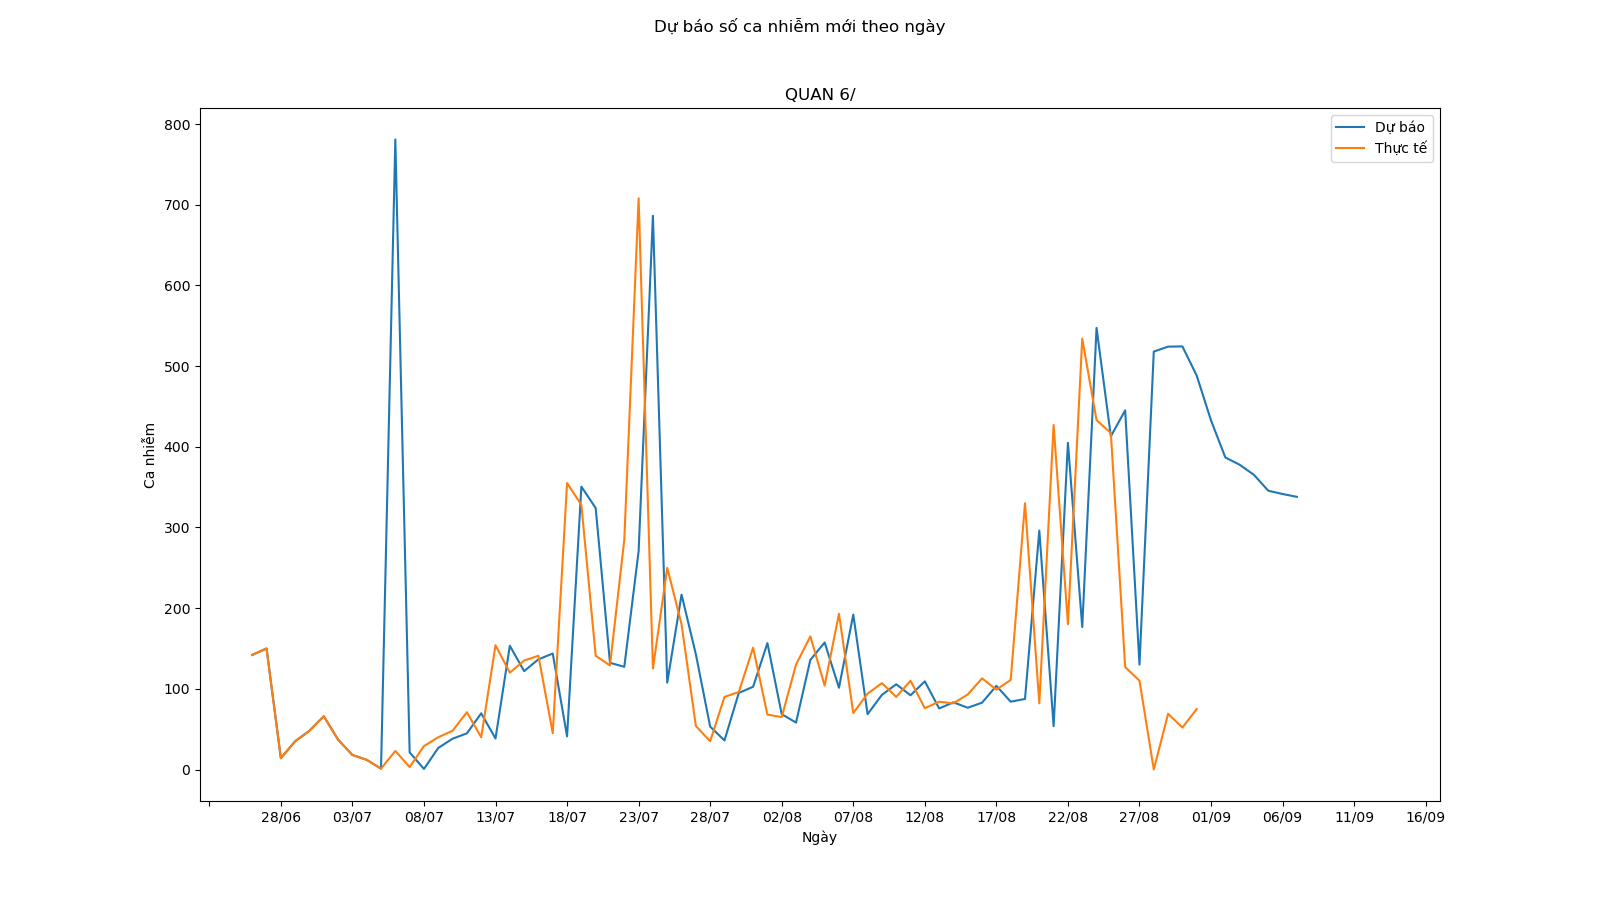 Dự báo số ca nhiễm mới theo ngày
QUAN 6/
Dự báo
Thực tế
800
700
600
500
400
300
200
100
0
Ca nhiễm
28/06 03/07 08/07 13/07 18/07 23/07 28/07 02/08 07/08 12/08 17/08 22/08 27/08 01/09 06/09 11/09 16/09
Ngày